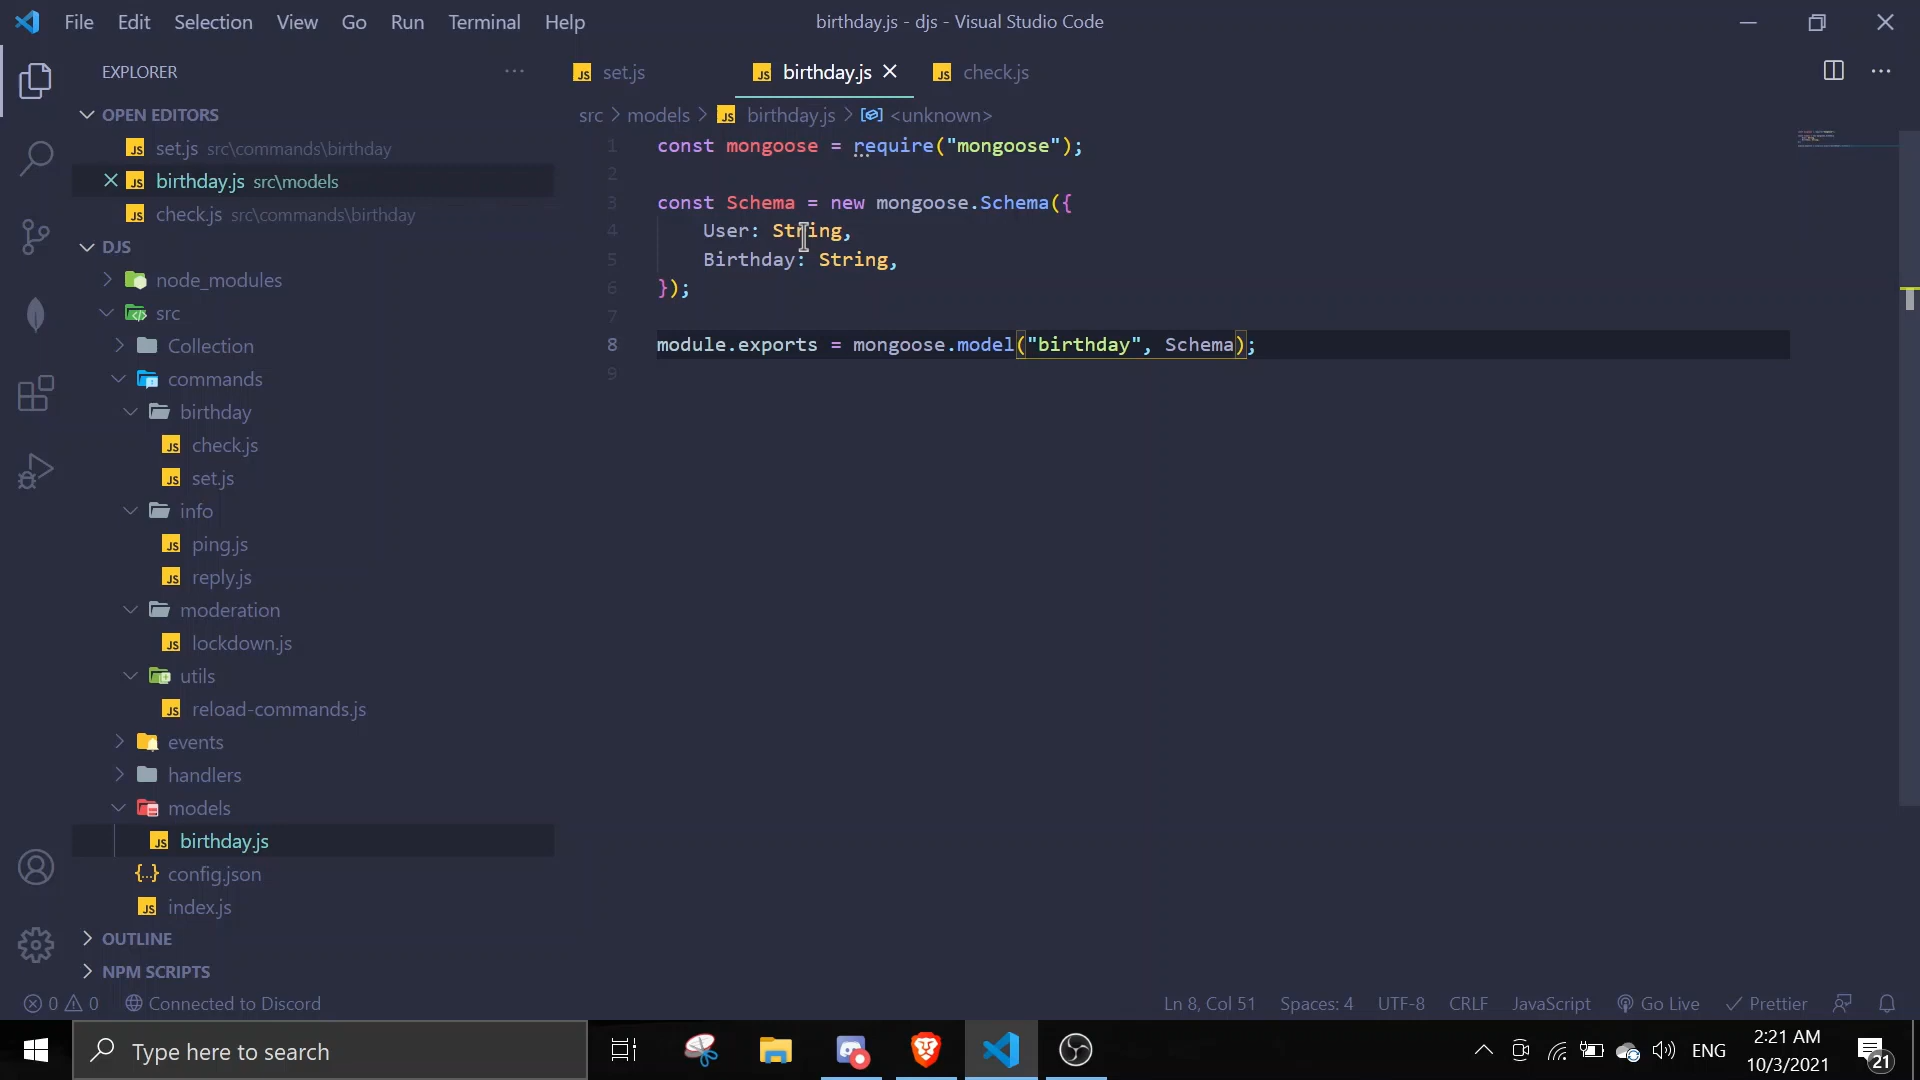 File Edit Selection View Go Run Terminal Help birthday.js - djs - Visual Studio Code
EXPLORER
set.js birthday.js check.js
OPEN EDITORS
set.js src\commands\birthday
birthday.js src\models
check.js src\commands\birthday
DJS
node_modules
src
Collection
commands
birthday
check.js
set.js
info
ping.js
reply.js
moderation
lockdown.js
utils
reload-commands.js
events
handlers
models
birthday.js
config.json
index.js
OUTLINE
NPM SCRIPTS
src > models > birthday.js > <unknown>
1 const mongoose = require("mongoose");
2
3 const Schema = new mongoose.Schema({
4 User: String,
5 Birthday: String,
6 });
7
8 module.exports = mongoose.model("birthday", Schema);
9
0 0 Connected to Discord Ln 8, Col 51 Spaces: 4 UTF-8 CRLF JavaScript Go Live Prettier
Type here to search ENG 2:21 AM 10/3/2021 21